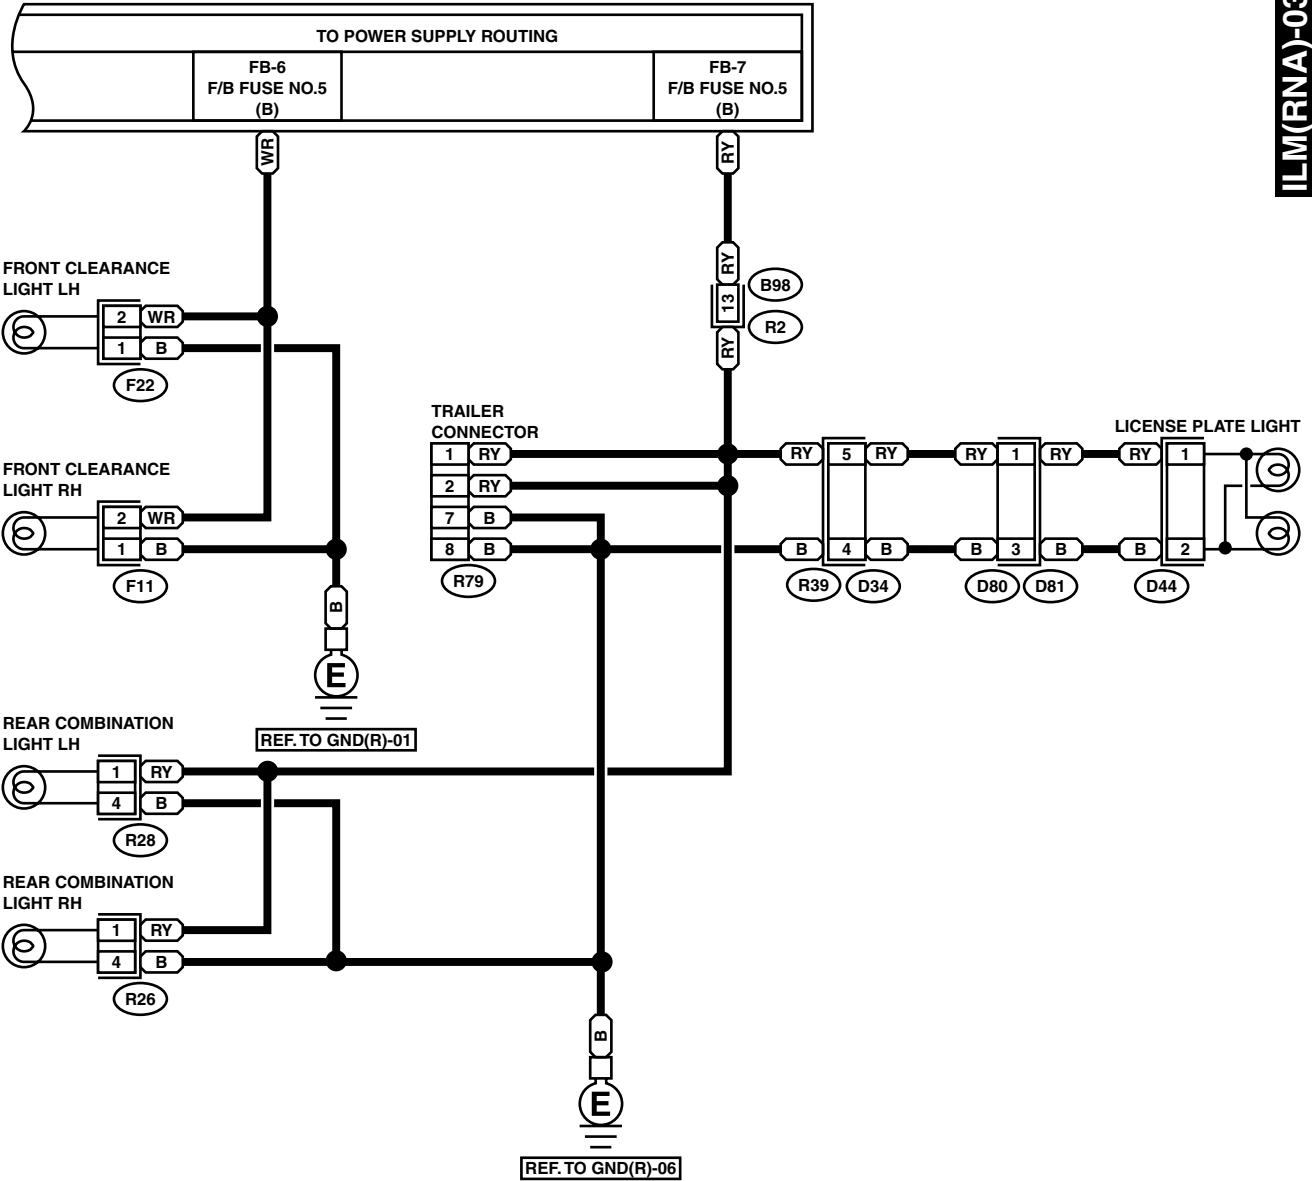 TO POWER SUPPLY ROUTING
FB-6
F/B FUSE NO.5
(B)
FB-7
F/B FUSE NO.5
(B)
ILM(RNA)-03
WR
RY
RY
13
B98
R2
RY
FRONT CLEARANCE
LIGHT LH
2 WR
1 B
F22
FRONT CLEARANCE
LIGHT RH
2 WR
1 B
F11
B
E
REF. TO GND(R)-01
TRAILER
CONNECTOR
1 RY
2 RY
7 B
8 B
R79
LICENSE PLATE LIGHT
RY 5 RY RY 1 RY RY 1
B 4 B B 3 B B 2
R39 D34 D80 D81 D44
REAR COMBINATION
LIGHT LH
1 RY
4 B
R28
REAR COMBINATION
LIGHT RH
1 RY
4 B
R26
B
E
REF. TO GND(R)-06